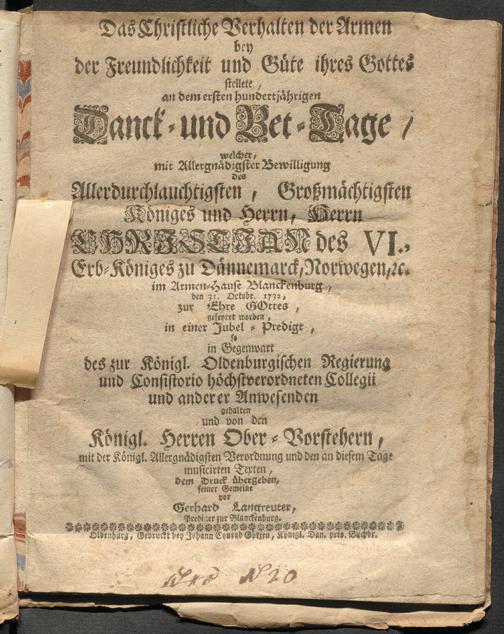 Das Christliche Verhalten der Armen
bey
der Freundlichkeit und Güte ihres Gottes
stellete,
an dem ersten hundertjährigen
Danck- und Bet-Tage,
welcher,
mit Allergnädigster Bewilligung
des
Allerdurchlauchtigsten, Großmächtigsten
Königes und Herrn, Herrn
CHRISTIAN des VI.,
Erb-Königes zu Dännemarck, Norwegen, &c.
im Armen-Hause Blanckenburg,
den 31. Octobr. 1732,
zur Ehre GOttes,
gefeyret worden,
in einer Jubel-Predigt,
so
in Gegenwart
des zur Königl. Oldenburgischen Regierung
und Consistorio höchstverordneten Collegii
und anderer Anwesenden
gehalten
und von den
Königl. Herren Ober-Vorstehern,
mit der Königl. Allergnädigsten Verordnung und den an diesem Tage
musicirten Texten,
dem Druck übergeben,
seiner Gemeine
vor
Gerhard Langreuter,
Prediger zur Blanckenburg.
Oldenburg, Gedruckt bey Johann Conrad Götjen, Königl. Dän. priv. Buchdr.
N 20